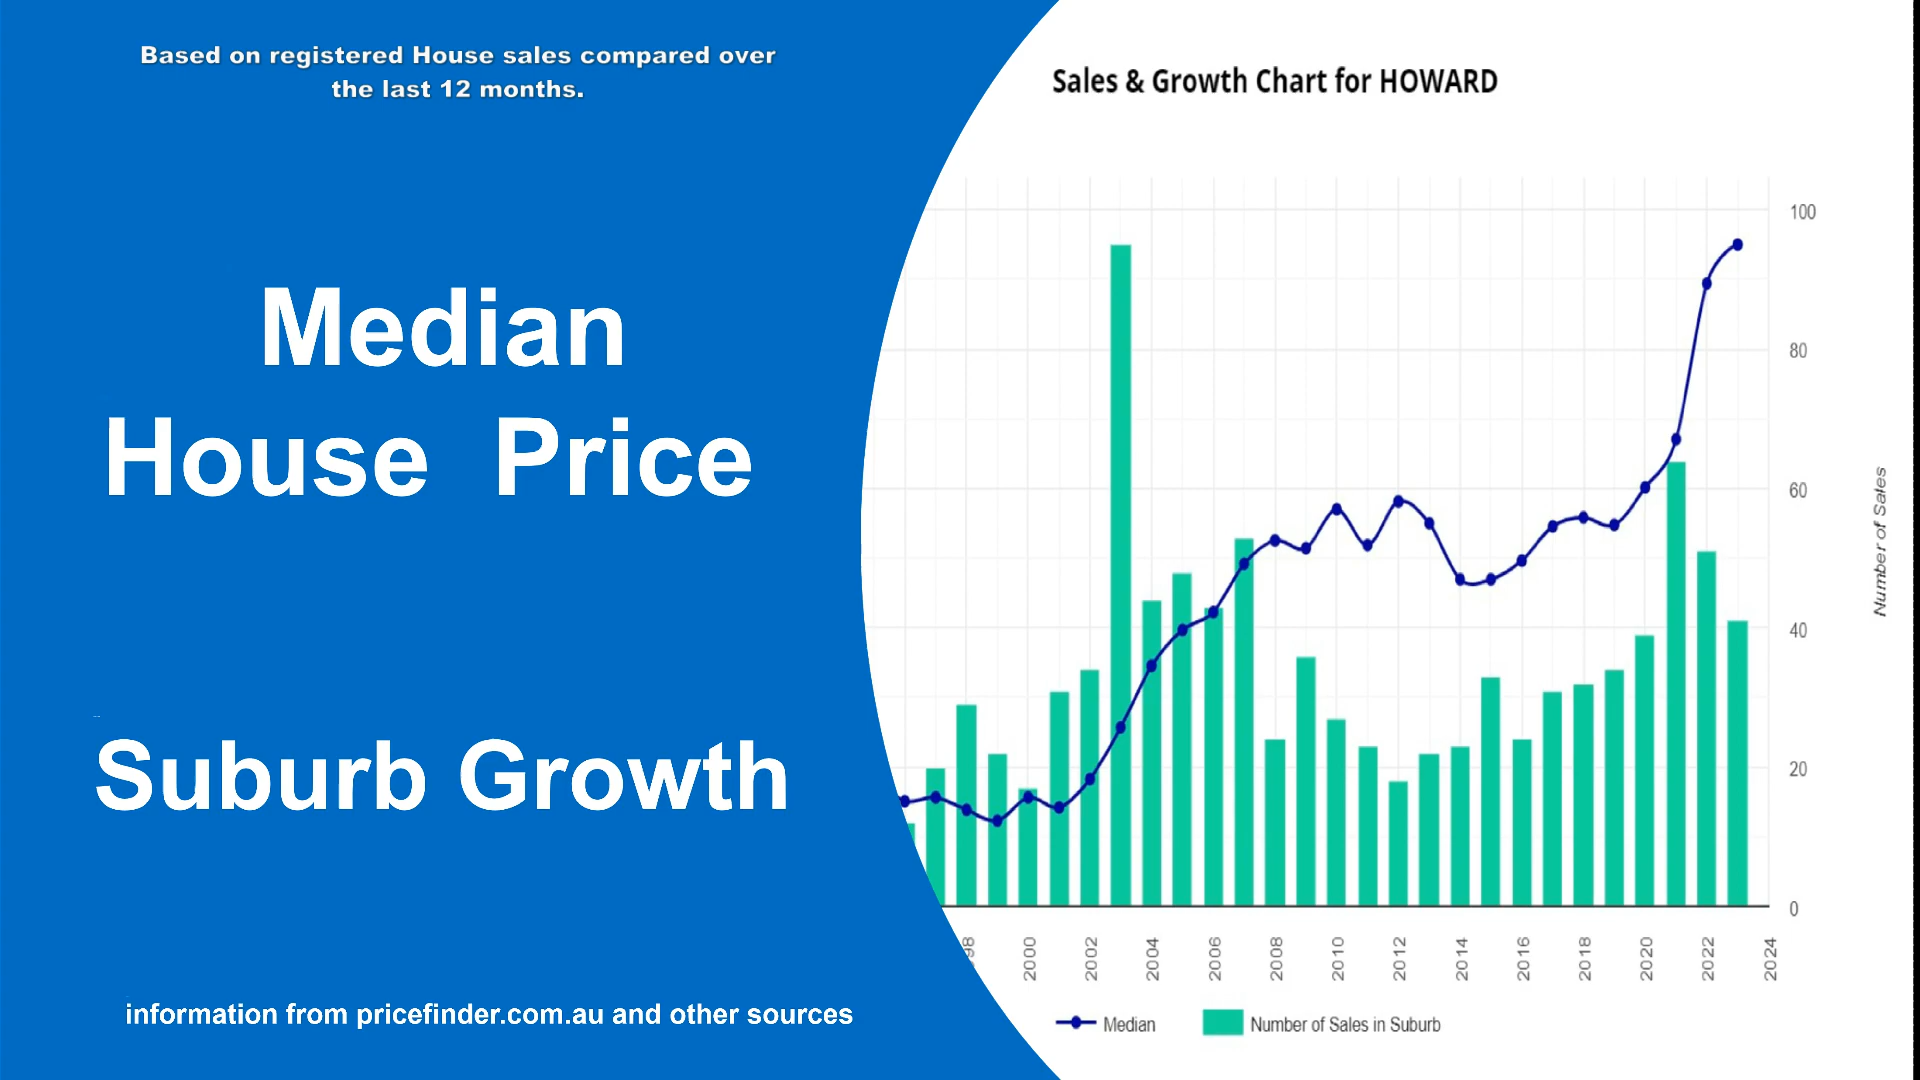 Based on registered House sales compared over
the last 12 months.
Median
House Price
Suburb Growth
information from pricefinder.com.au and other sources
Sales & Growth Chart for HOWARD
100
80
60
40
20
0
Number of Sales
98
2000
2002
2004
2006
2008
2010
2012
2014
2016
2018
2020
2022
2024
Median
Number of Sales in Suburb